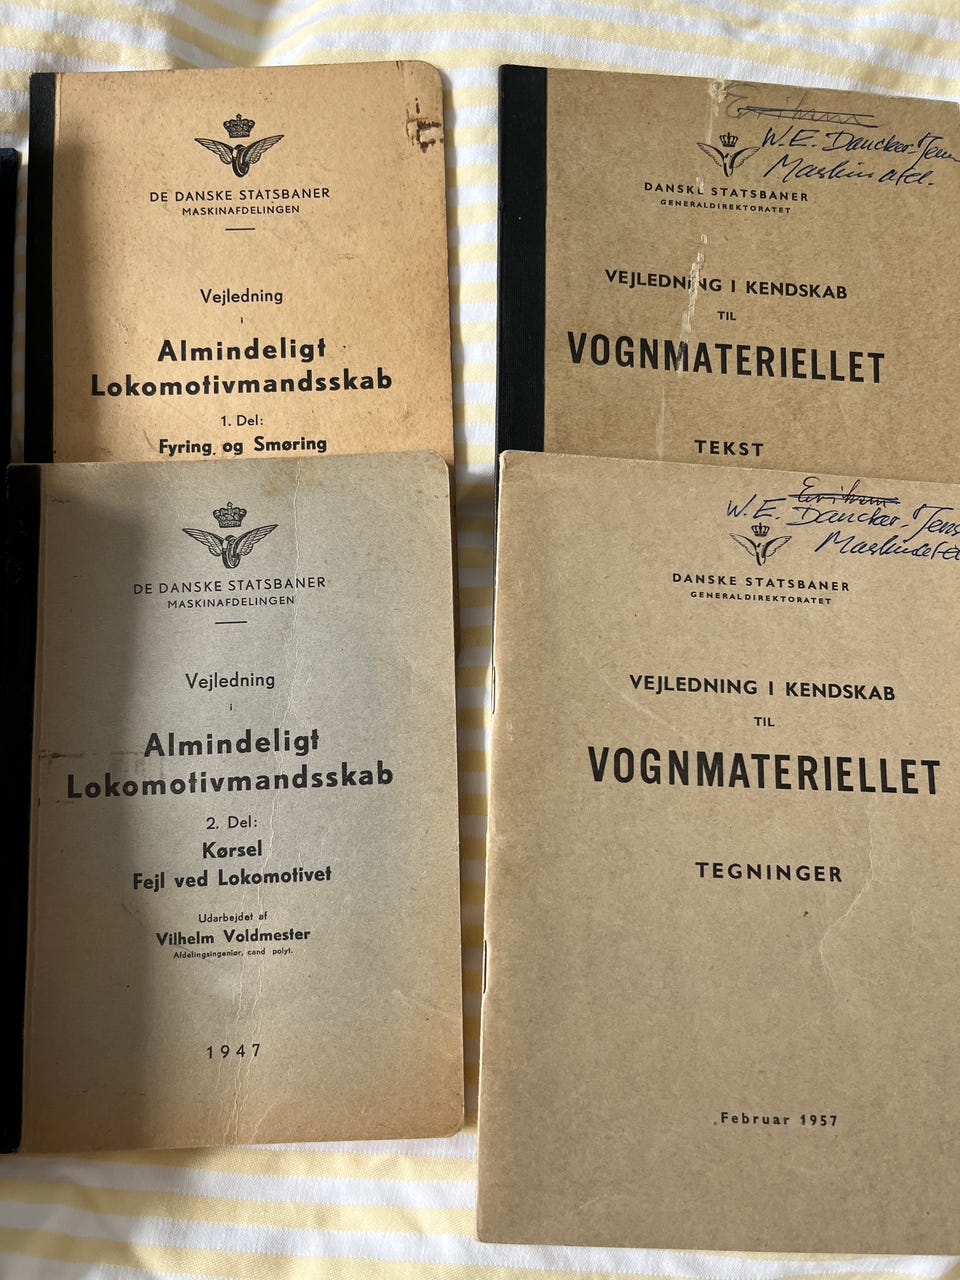 DE DANSKE STATSBANER
MASKINAFDELINGEN
Vejledning
i
Almindeligt
Lokomotivmandsskab
1. Del:
Fyring og Smøring
W. E. Dancker-Jens
Maskinafd.
DANSKE STATSBANER
GENERALDIREKTORATET
VEJLEDNING I KENDSKAB
TIL
VOGNMATERIELLET
TEKST
DE DANSKE STATSBANER
MASKINAFDELINGEN
Vejledning
i
Almindeligt
Lokomotivmandsskab
2. Del:
Kørsel
Fejl ved Lokomotivet
Udarbejdet af
Vilhelm Voldmester
Afdelingsingeniør, cand. polyt.
1947
W. E. Dancker-Jens
Maskinafd
DANSKE STATSBANER
GENERALDIREKTORATET
VEJLEDNING I KENDSKAB
TIL
VOGNMATERIELLET
TEGNINGER
Februar 1957